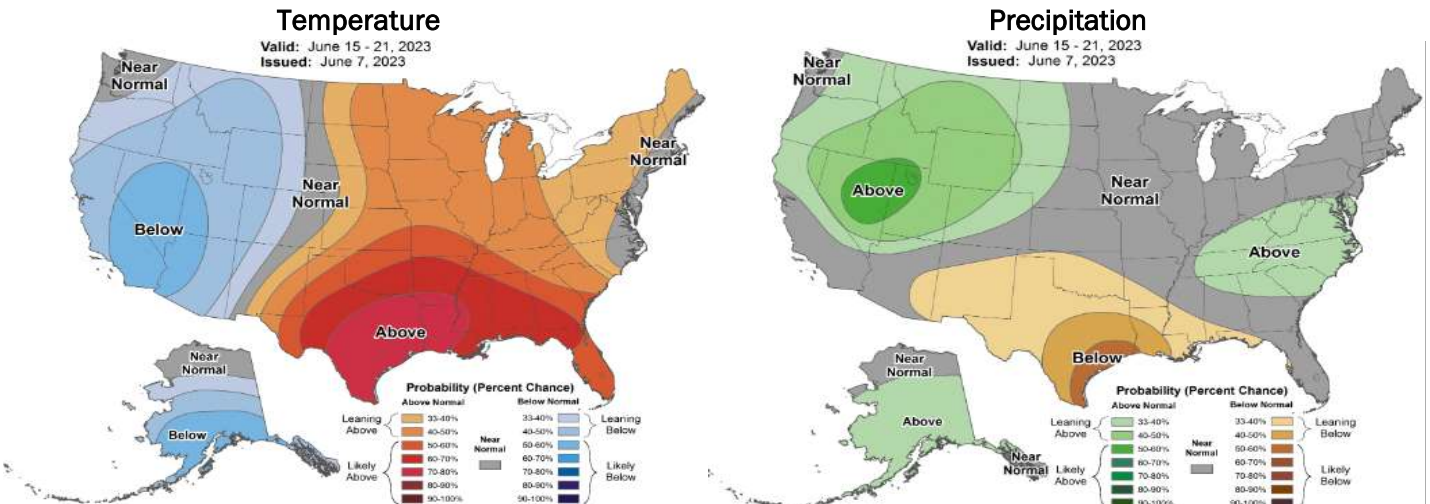 Temperature
Valid: June 15 - 21, 2023
Issued: June 7, 2023
Near
Normal
Near
Normal
Near
Normal
Below
Above
Near
Normal
Below
Probability (Percent Chance)
Above Normal
Below Normal
Leaning
Above
33-40%
40-50%
50-60%
Likely
Above
60-70%
70-80%
80-90%
90-100%
Near
Normal
33-40%
40-50%
Leaning
Below
50-60%
60-70%
70-80%
80-90%
90-100%
Likely
Below
Precipitation
Valid: June 15 - 21, 2023
Issued: June 7, 2023
Near
Normal
Above
Near
Normal
Above
Below
Near
Normal
Above
Near
Normal
Probability (Percent Chance)
Above Normal
Below Normal
Leaning
Above
33-40%
40-50%
50-60%
Likely
Above
60-70%
70-80%
80-90%
90-100%
Near
Normal
33-40%
40-50%
Leaning
Below
50-60%
60-70%
70-80%
80-90%
90-100%
Likely
Below